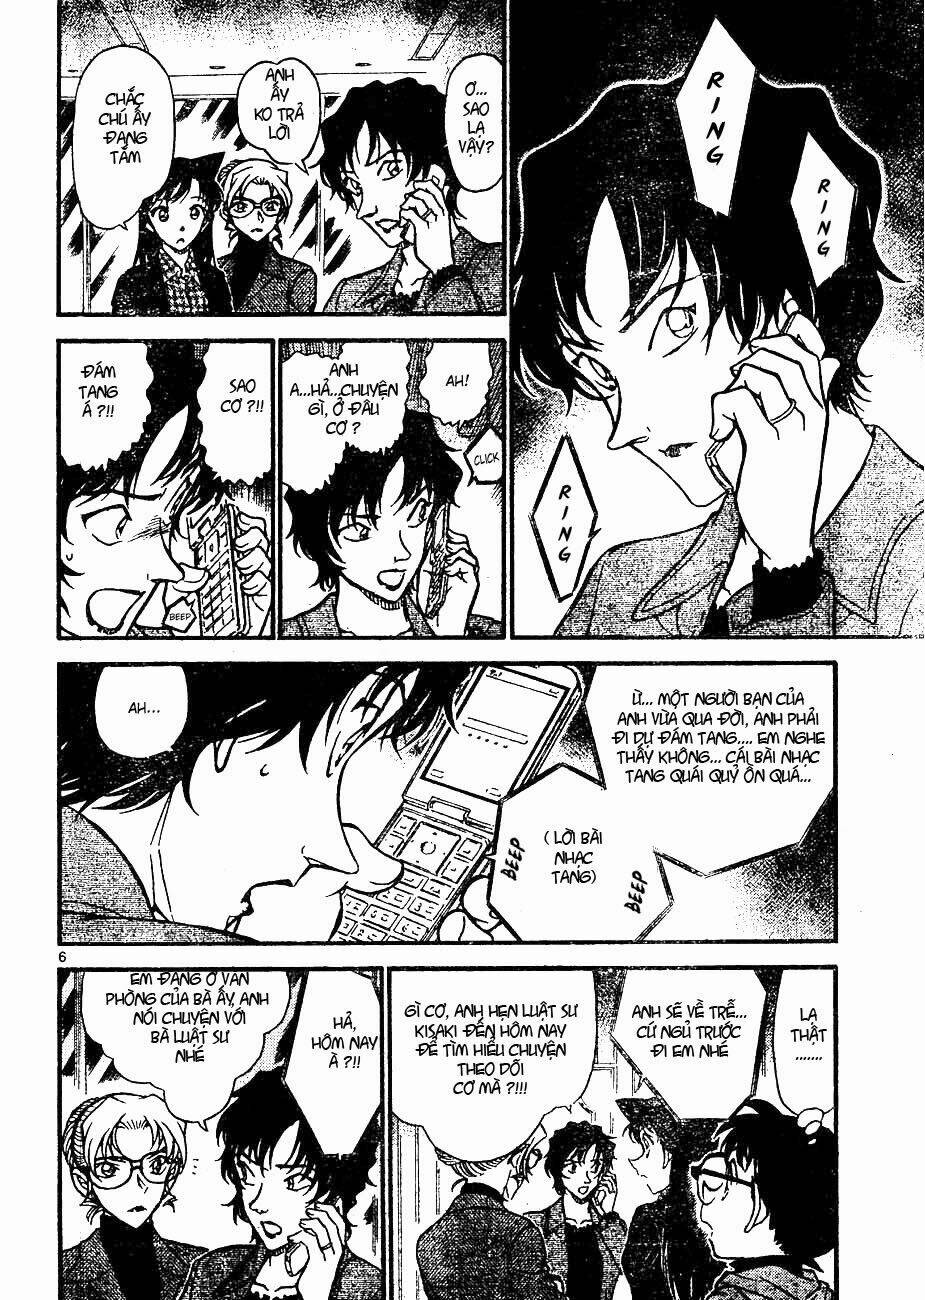 RING
RING
RING
Ơ...
SAO
LẠ
VẬY?
ANH
ẤY
KO TRẢ
LỜI
CHẮC
CHÚ ẤY
ĐANG
TẮM
CLICK
AH!
ANH
A...HẢ...CHUYỆN
GÌ, Ở ĐÂU
CƠ ?
SAO
CƠ ?!!
ĐÁM
TANG
Á ?!!
BEEP
Ừ... MỘT NGƯỜI BẠN CỦA
ANH VỪA QUA ĐỜI, ANH PHẢI
ĐI DỰ ĐÁM TANG.... EM NGHE
THẤY KHÔNG... CÁI BÀI NHẠC
TANG QUÁI QUỶ ỒN QUÁ...
( LỜI BÀI
NHẠC
TANG)
BEEP
BEEP
AH...
6
LẠ
THẬT
.......
ANH SẼ VỀ TRỄ...
CỨ NGỦ TRƯỚC
ĐI EM NHÉ
GÌ CƠ, ANH HẸN LUẬT SƯ
KISAKI ĐẾN HÔM NAY
ĐỂ TÌM HIỂU CHUYỆN
THEO DÕI
CƠ MÀ ?!!!
HẢ,
HÔM NAY
À ?!!
EM ĐANG Ở VĂN
PHÒNG CỦA BÀ ẤY, ANH
NÓI CHUYỆN VỚI
BÀ LUẬT SƯ
NHÉ